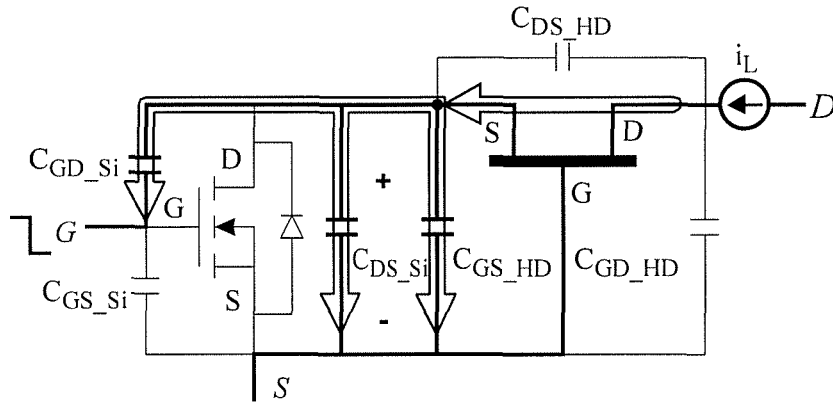 C_DS_HD
i_L
D
S
D
C_GD_Si
D
G
G
G
+
C_DS_Si
C_GS_HD
C_GD_HD
C_GS_Si
S
-
S